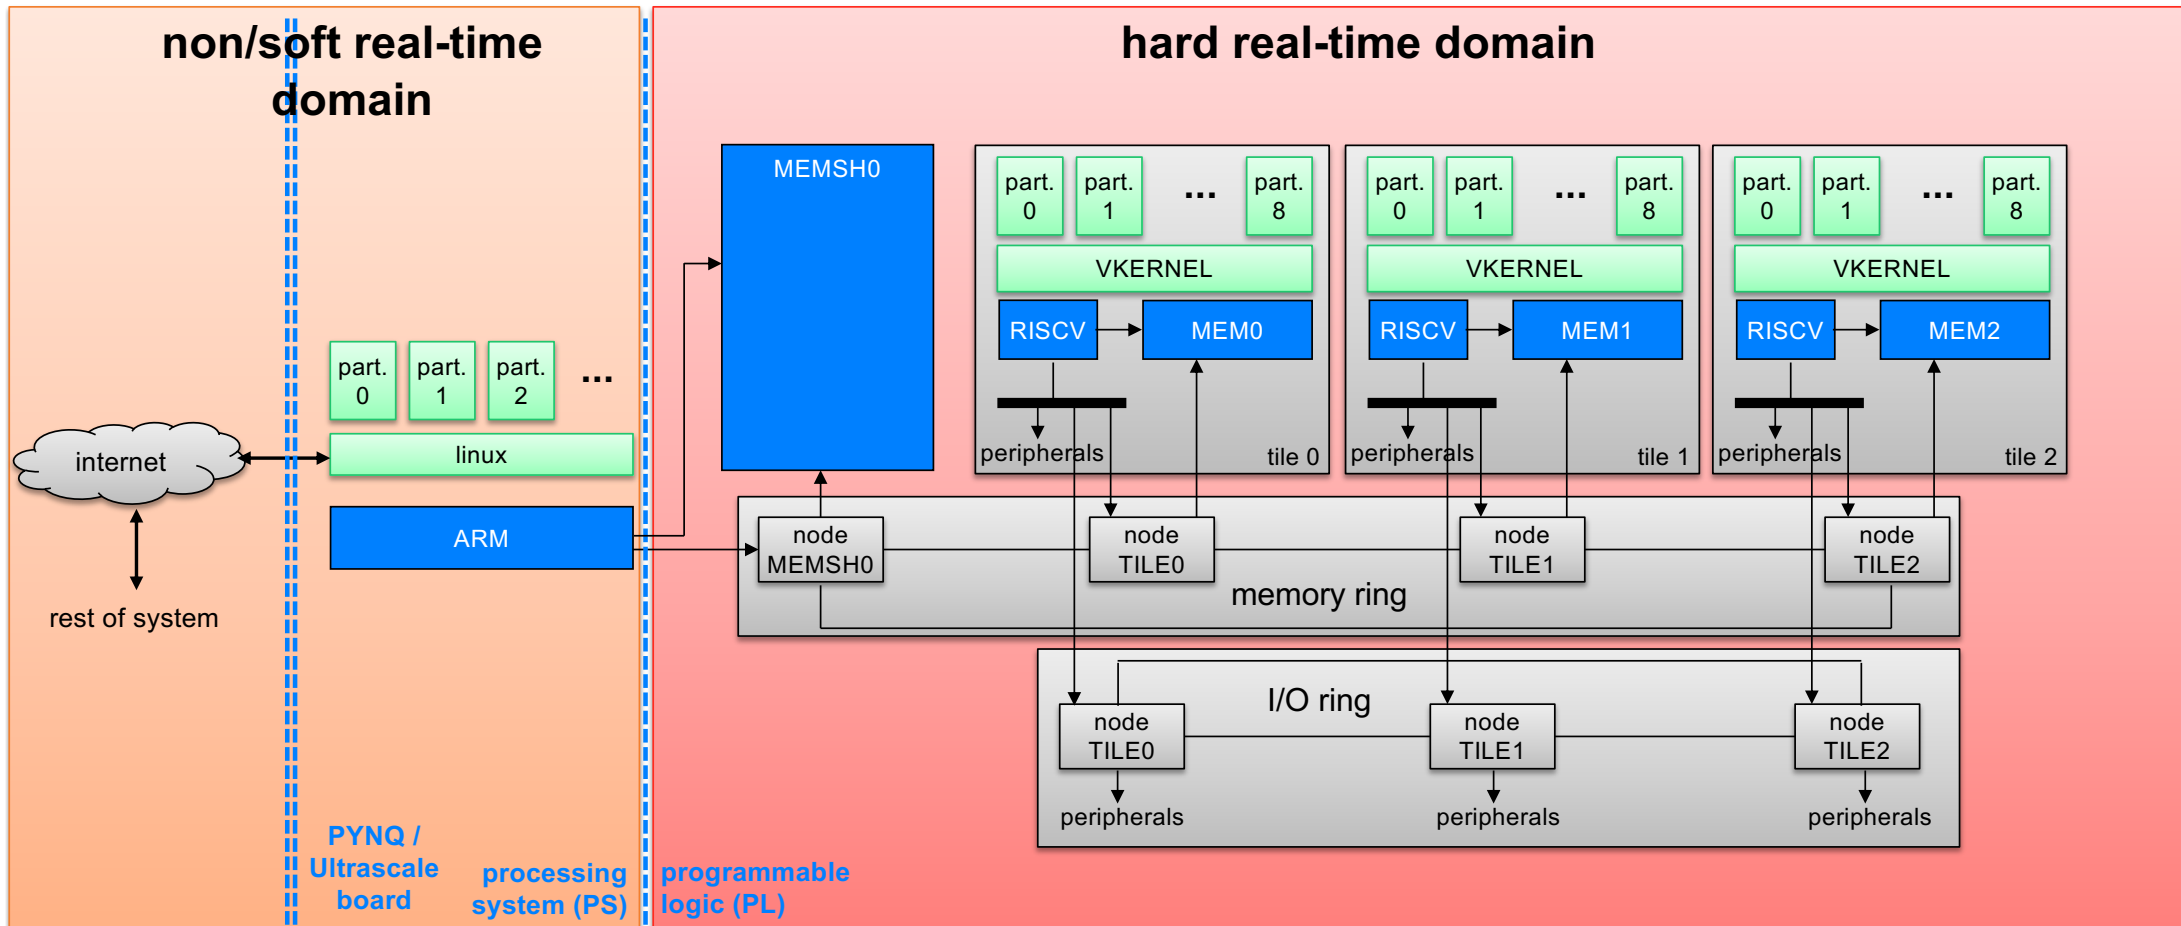 non/soft real-time
domain
hard real-time domain
MEMSH0
part.
0
part.
1
...
part.
8
VKERNEL
RISCV
MEM0
peripherals
tile 0
part.
0
part.
1
...
part.
8
VKERNEL
RISCV
MEM1
peripherals
tile 1
part.
0
part.
1
...
part.
8
VKERNEL
RISCV
MEM2
peripherals
tile 2
part.
0
part.
1
part.
2
...
linux
internet
ARM
rest of system
node
MEMSH0
node
TILE0
node
TILE1
node
TILE2
memory ring
I/O ring
node
TILE0
node
TILE1
node
TILE2
peripherals
peripherals
peripherals
PYNQ /
Ultrascale
board
processing
system (PS)
programmable
logic (PL)